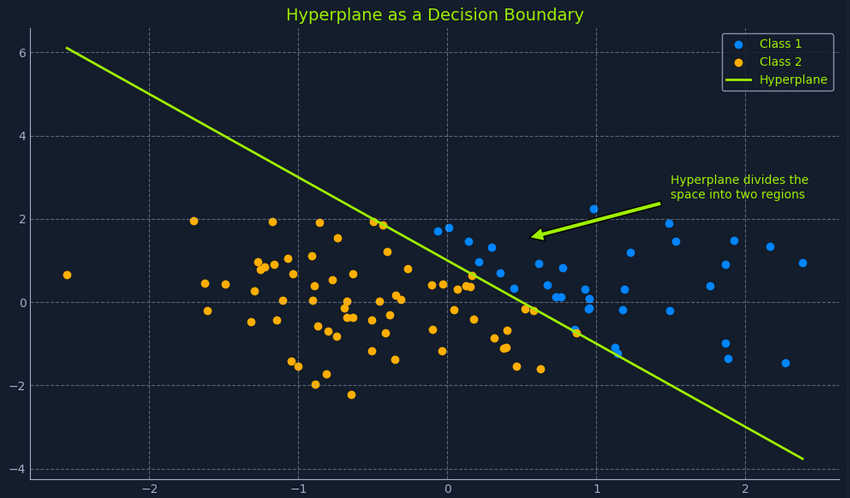 Hyperplane as a Decision Boundary
Class 1
Class 2
Hyperplane
Hyperplane divides the
space into two regions
6
4
2
0
−2
−4
−2
−1
0
1
2